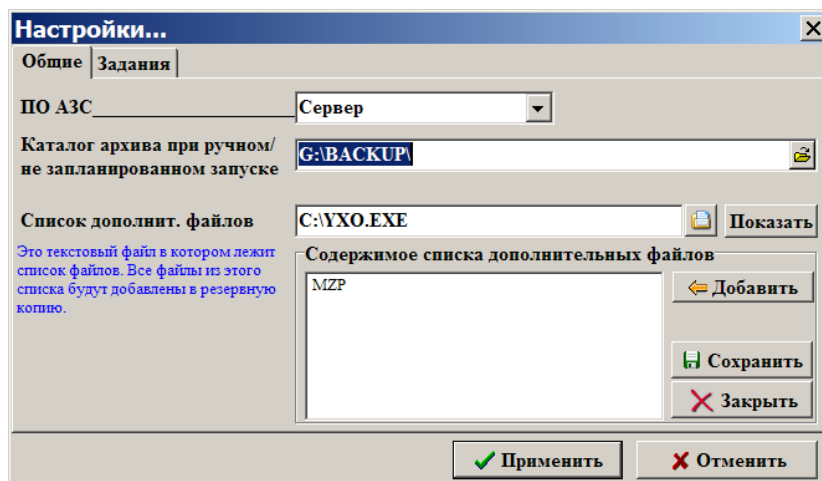 Настройки...
Общие Задания
ПО АЗС Сервер
Каталог архива при ручном/
не запланированном запуске
G:\BACKUP\
Список дополнит. файлов C:\YXO.EXE Показать
Это текстовый файл в котором лежит
список файлов. Все файлы из этого
списка будут добавлены в резервную
копию.
Содержимое списка дополнительных файлов
MZP
Добавить
Сохранить
Закрыть
Применить Отменить